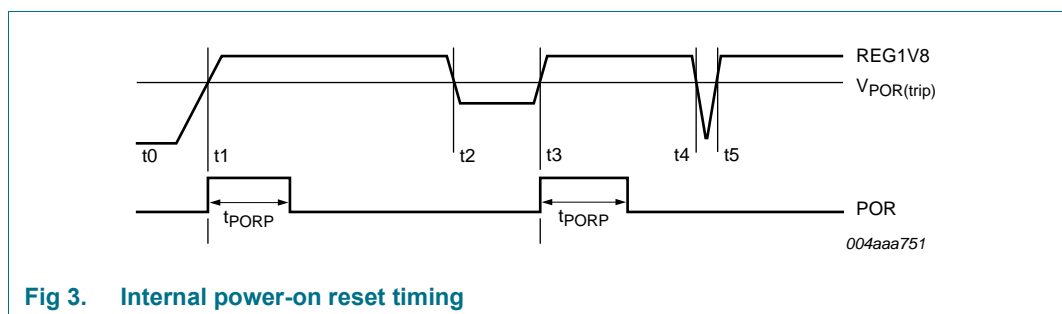 REG1V8
VPOR(trip)
t0 t1 t2 t3 t4 t5
tPORP tPORP
POR
004aaa751
Fig 3. Internal power-on reset timing